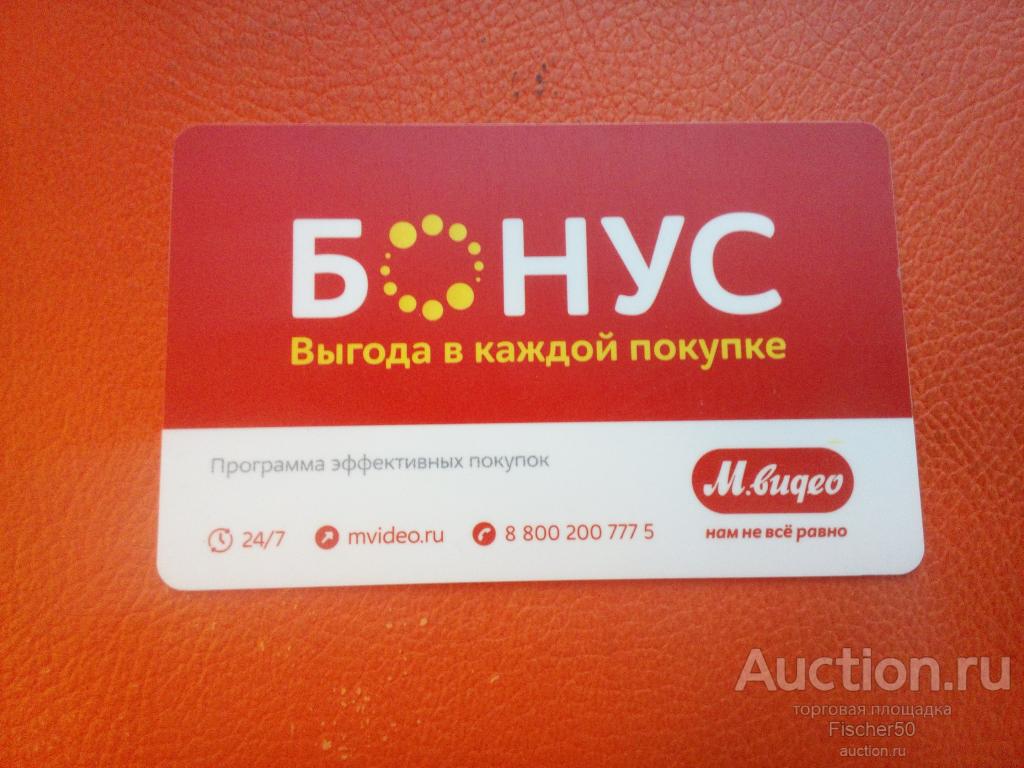 БОНУС
Выгода в каждой покупке
Программа эффективных покупок
М.видео
нам не всё равно
24/7 mvideo.ru 8 800 200 777 5
Auction.ru
торговая площадка
Fischer50
auction.ru